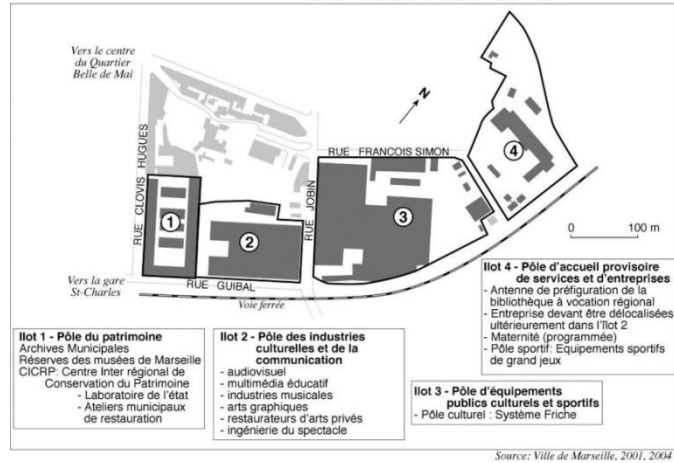 Vers le centre
du Quartier
Belle de Mai
N
RUE CLOVIS HUGUES
RUE JOBIN
RUE FRANCOIS SIMON
1
2
3
4
0 100 m
Vers la gare
St-Charles
RUE GUIBAL
Voie ferrée
Ilot 4 - Pôle d'accueil provisoire
de services et d'entreprises
- Antenne de préfiguration de la
bibliothèque à vocation régional
- Entreprise devant être délocalisées
ultérieurement dans l'îlot 2
- Maternité (programmée)
- Pôle sportif: Equipements sportifs
de grand jeux
Ilot 1 - Pôle du patrimoine
Archives Municipales
Réserves des musées de Marseille
CICRP: Centre Inter régional de
Conservation du Patrimoine
- Laboratoire de l'état
- Ateliers municipaux
de restauration
Ilot 2 - Pôle des industries
culturelles et de la
communication
- audiovisuel
- multimédia éducatif
- industries musicales
- arts graphiques
- restaurateurs d'arts privés
- ingénierie du spectacle
Ilot 3 - Pôle d'équipements
publics culturels et sportifs
- Pôle culturel : Système Friche
Source: Ville de Marseille, 2001, 2004